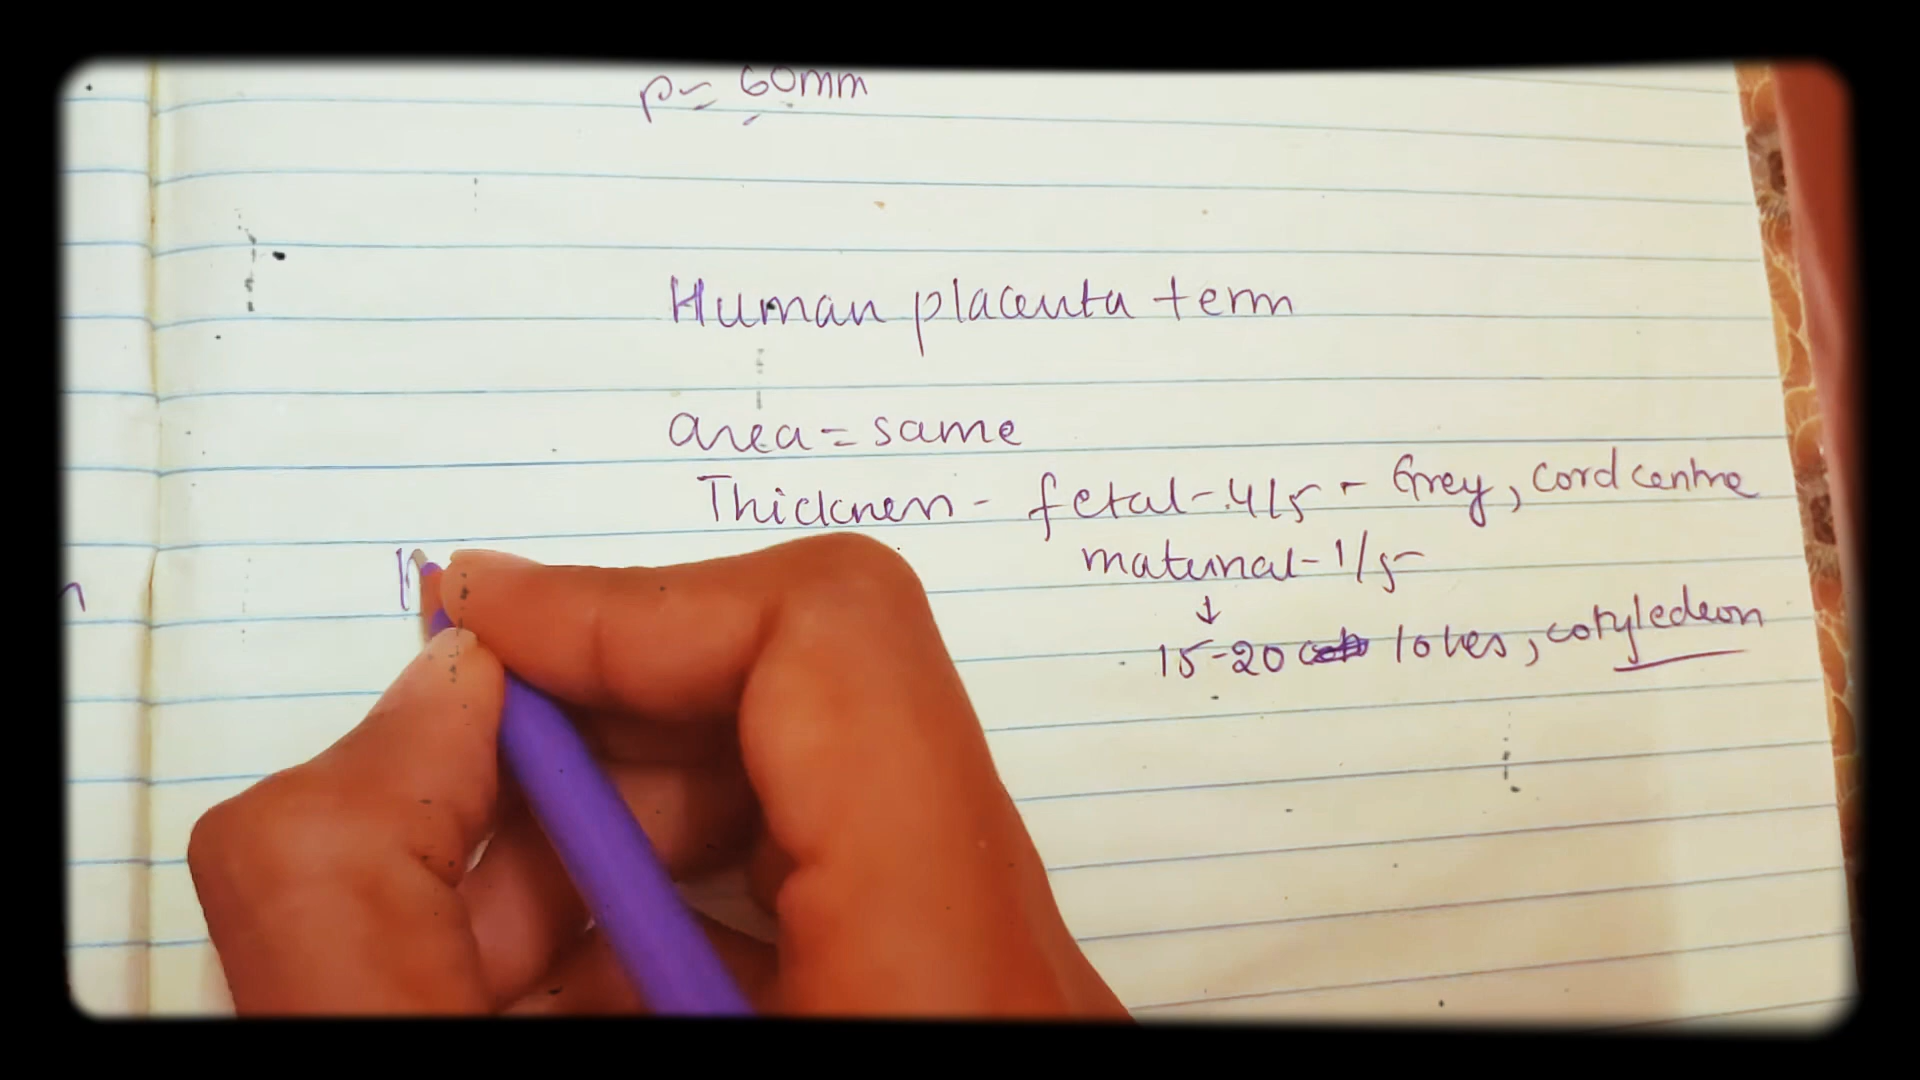 p = 60mm
Human placenta term
area = same
Thickness - fetal - 4/5 - Grey, cord centre
maternal - 1/5
↓
15-20 lobes, cotyledeon